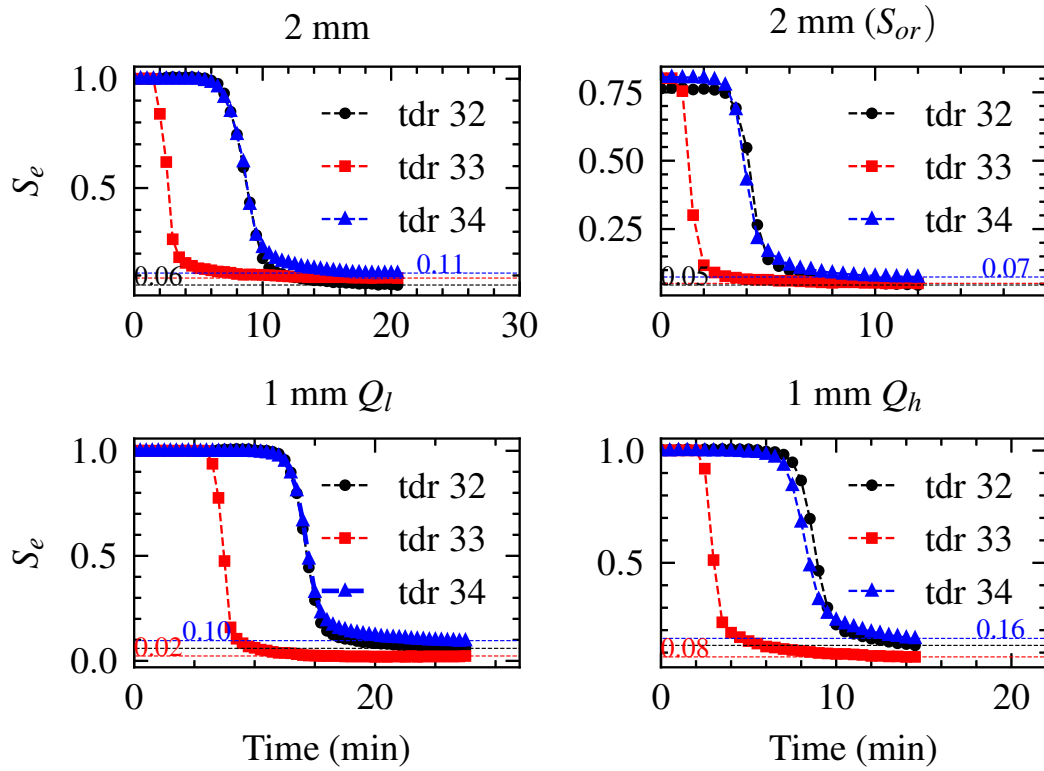 2 mm
1.0
0.5
S_e
0 10 20 30
tdr 32
tdr 33
tdr 34
0.06
0.11
2 mm (S_or)
0.75
0.50
0.25
0 10
tdr 32
tdr 33
tdr 34
0.05
0.07
1 mm Q_l
1.0
0.5
0.0
S_e
0 20
Time (min)
tdr 32
tdr 33
tdr 34
0.10
0.02
1 mm Q_h
1.0
0.5
0 10 20
Time (min)
tdr 32
tdr 33
tdr 34
0.08
0.16